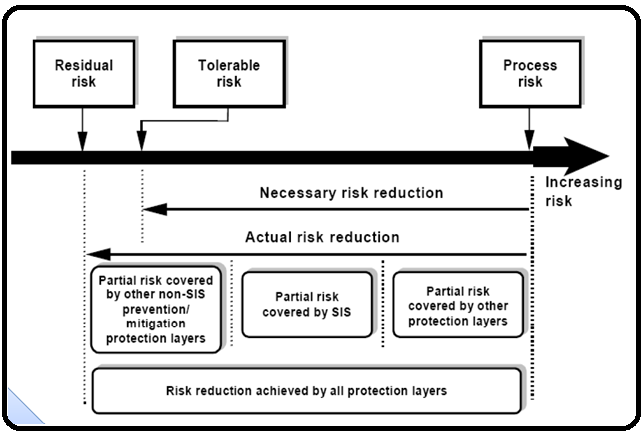 Residual
risk
Tolerable
risk
Process
risk
Increasing
risk
Necessary risk reduction
Actual risk reduction
Partial risk covered
by other non-SIS
prevention/
mitigation
protection layers
Partial risk
covered by SIS
Partial risk
covered by other
protection layers
Risk reduction achieved by all protection layers